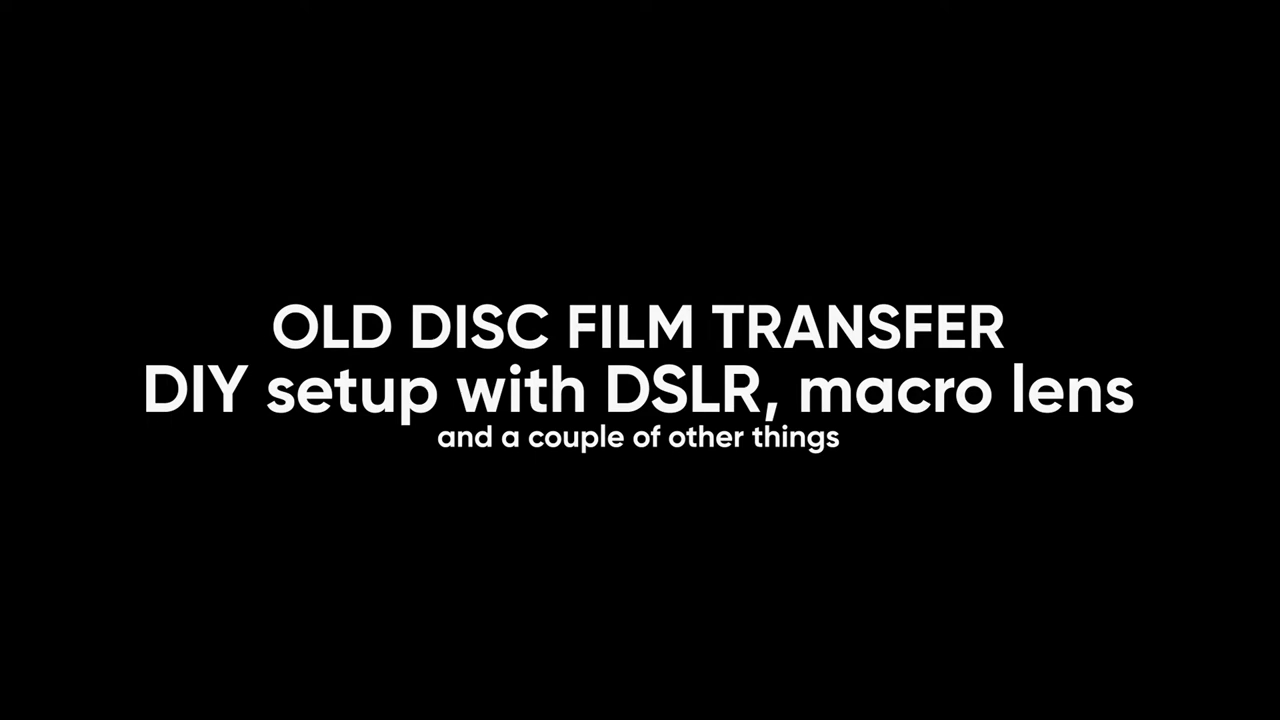 OLD DISC FILM TRANSFER
DIY setup with DSLR, macro lens
and a couple of other things